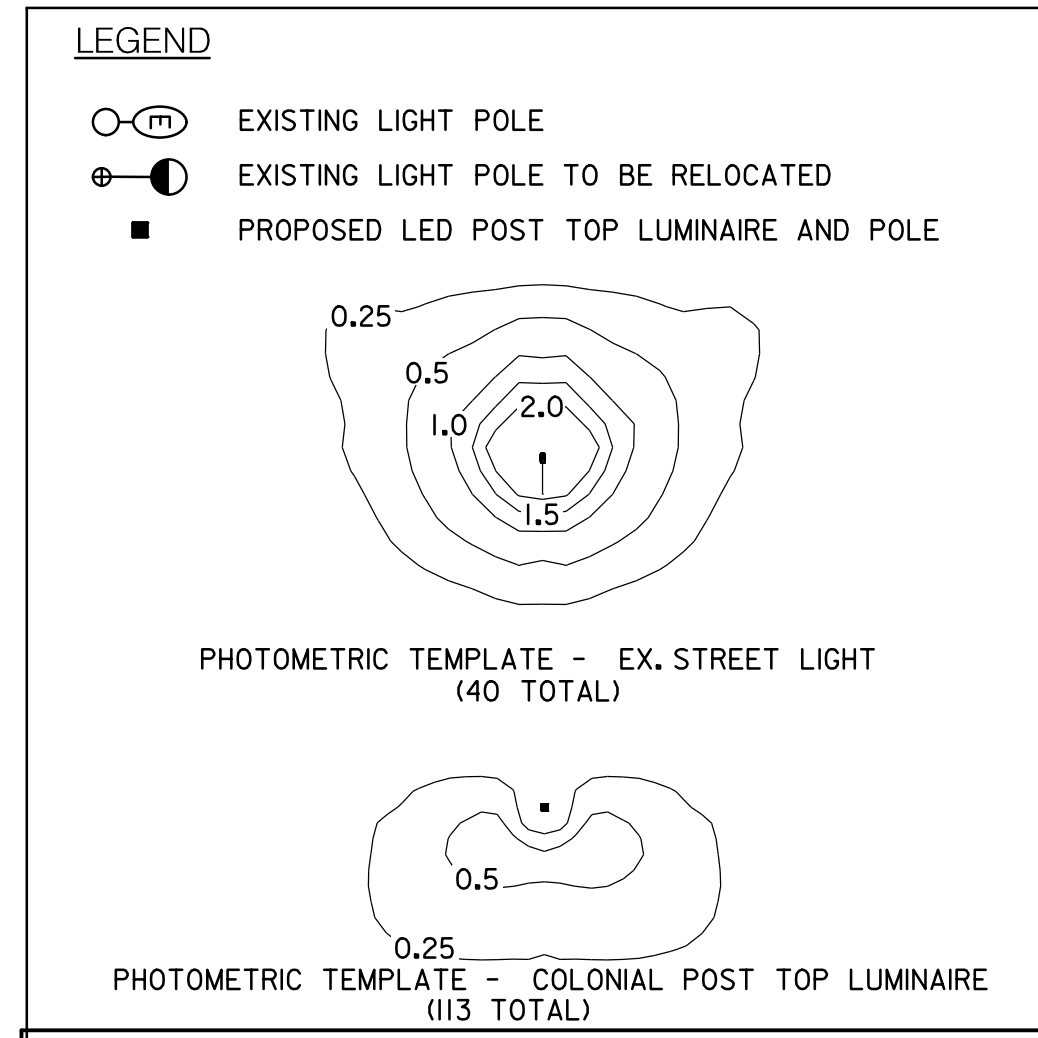 LEGEND
E
EXISTING LIGHT POLE
EXISTING LIGHT POLE TO BE RELOCATED
PROPOSED LED POST TOP LUMINAIRE AND POLE
0.25
0.5
2.0
1.0
1.5
PHOTOMETRIC TEMPLATE - EX. STREET LIGHT
(40 TOTAL)
0.5
0.25
PHOTOMETRIC TEMPLATE - COLONIAL POST TOP LUMINAIRE
(113 TOTAL)